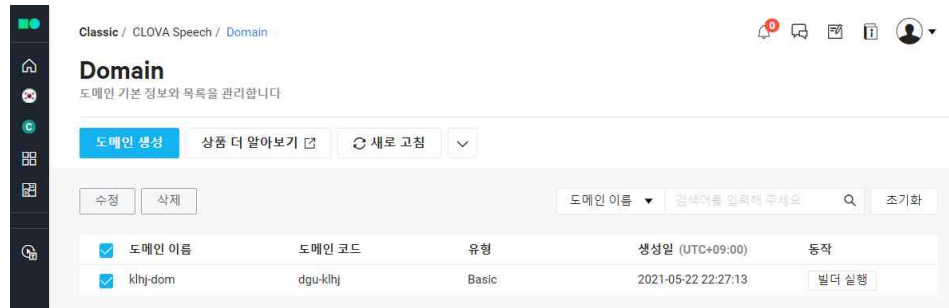 Classic / CLOVA Speech / Domain
0
Domain
도메인 기본 정보와 목록을 관리합니다
C
도메인 생성 상품 더 알아보기 새로 고침
수정 삭제 도메인 이름 ▼ 검색어를 입력해 주세요 초기화
도메인 이름 도메인 코드 유형 생성일 (UTC+09:00) 동작
klhj-dom dgu-klhj Basic 2021-05-22 22:27:13 빌더 실행